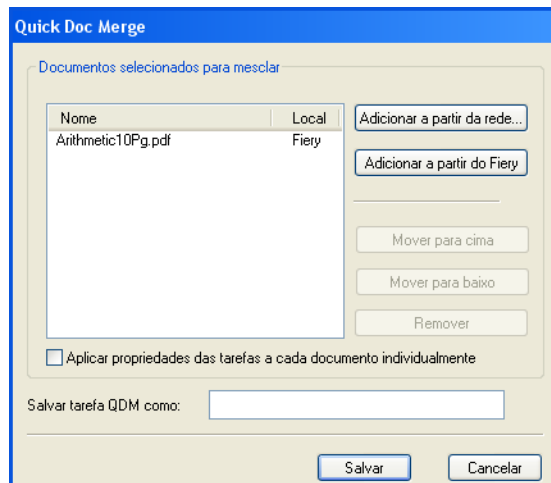 Quick Doc Merge
Documentos selecionados para mesclar
Nome Local
Arithmetic10Pg.pdf Fiery
Adicionar a partir da rede...
Adicionar a partir do Fiery
Mover para cima
Mover para baixo
Remover
Aplicar propriedades das tarefas a cada documento individualmente
Salvar tarefa QDM como:
Salvar Cancelar